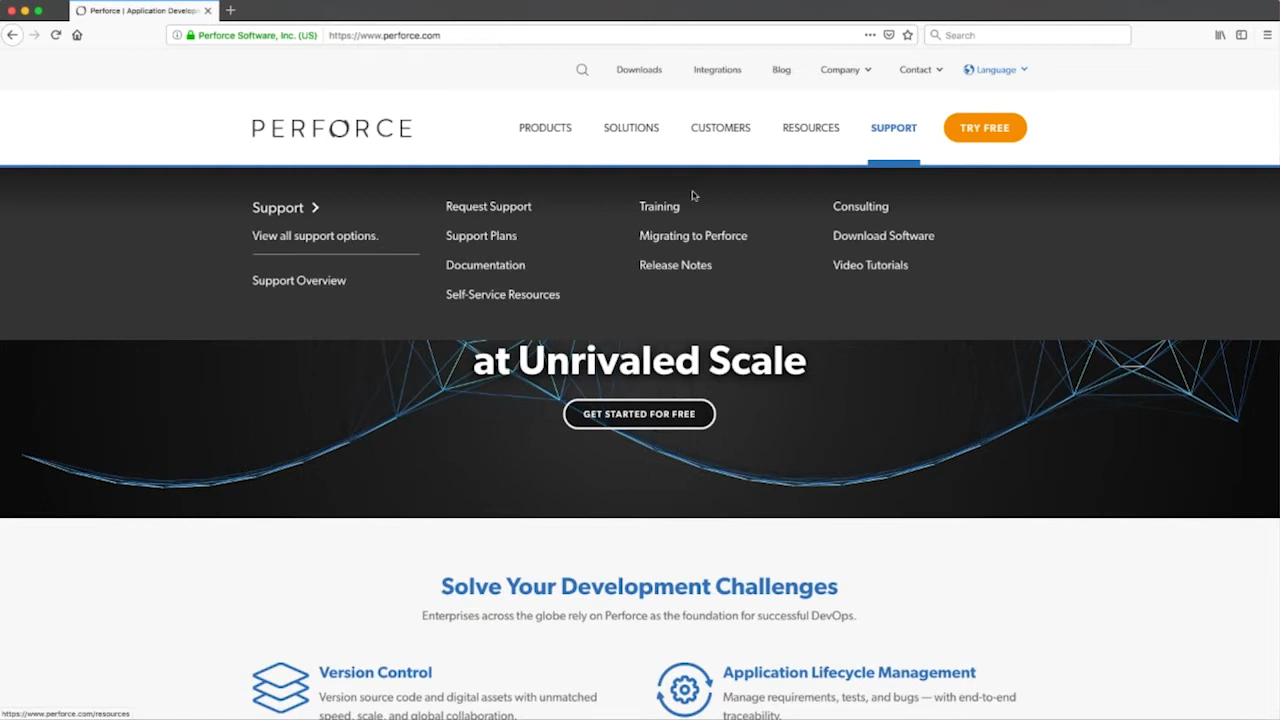 Perforce | Application Develop
Perforce Software, Inc. (US)
https://www.perforce.com
Search
Downloads
Integrations
Blog
Company
Contact
Language
PERFORCE
PRODUCTS
SOLUTIONS
CUSTOMERS
RESOURCES
SUPPORT
TRY FREE
Support
View all support options.
Support Overview
Request Support
Support Plans
Documentation
Self-Service Resources
Training
Migrating to Perforce
Release Notes
Consulting
Download Software
Video Tutorials
at Unrivaled Scale
GET STARTED FOR FREE
Solve Your Development Challenges
Enterprises across the globe rely on Perforce as the foundation for successful DevOps.
Version Control
Version source code and digital assets with unmatched
speed, scale, and global collaboration.
Application Lifecycle Management
Manage requirements, tests, and bugs — with end-to-end
traceability.
https://www.perforce.com/resources